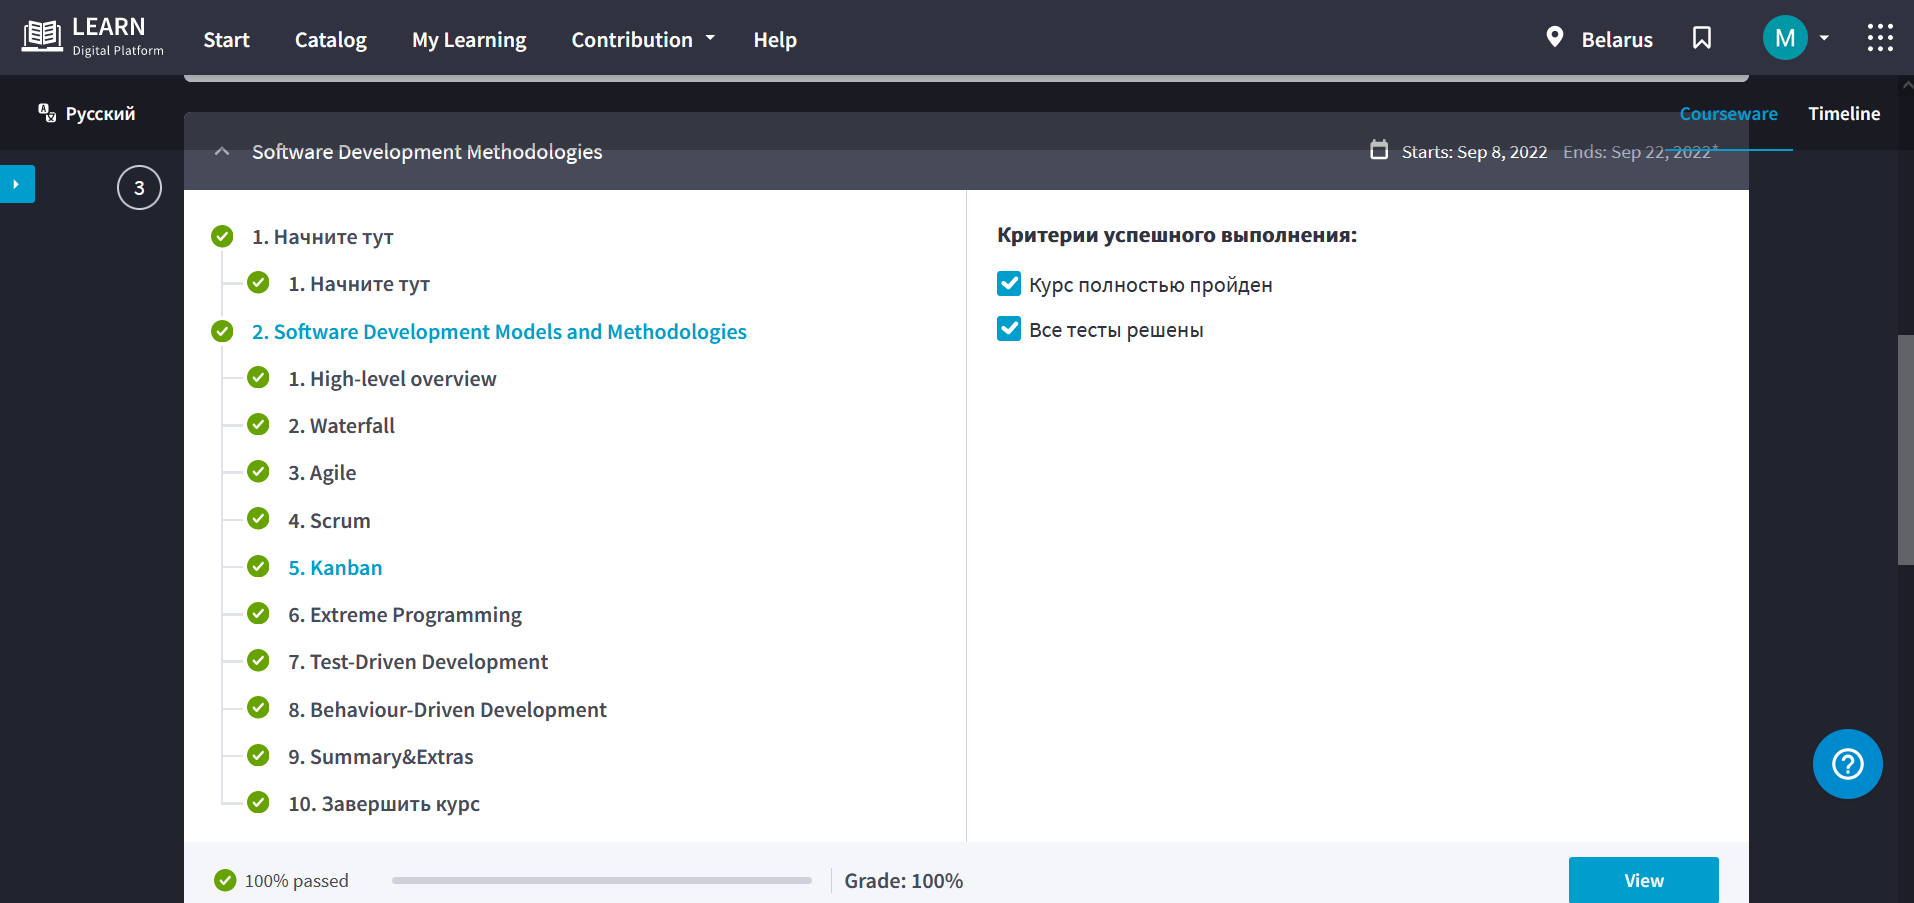 LEARN
Digital Platform
Start
Catalog
My Learning
Contribution
Help
Belarus
M
Русский
Courseware
Timeline
Software Development Methodologies
Starts: Sep 8, 2022
Ends: Sep 22, 2022*
3
1. Начните тут
1. Начните тут
2. Software Development Models and Methodologies
1. High-level overview
2. Waterfall
3. Agile
4. Scrum
5. Kanban
6. Extreme Programming
7. Test-Driven Development
8. Behaviour-Driven Development
9. Summary&Extras
10. Завершить курс
Критерии успешного выполнения:
Курс полностью пройден
Все тесты решены
100% passed
Grade: 100%
View